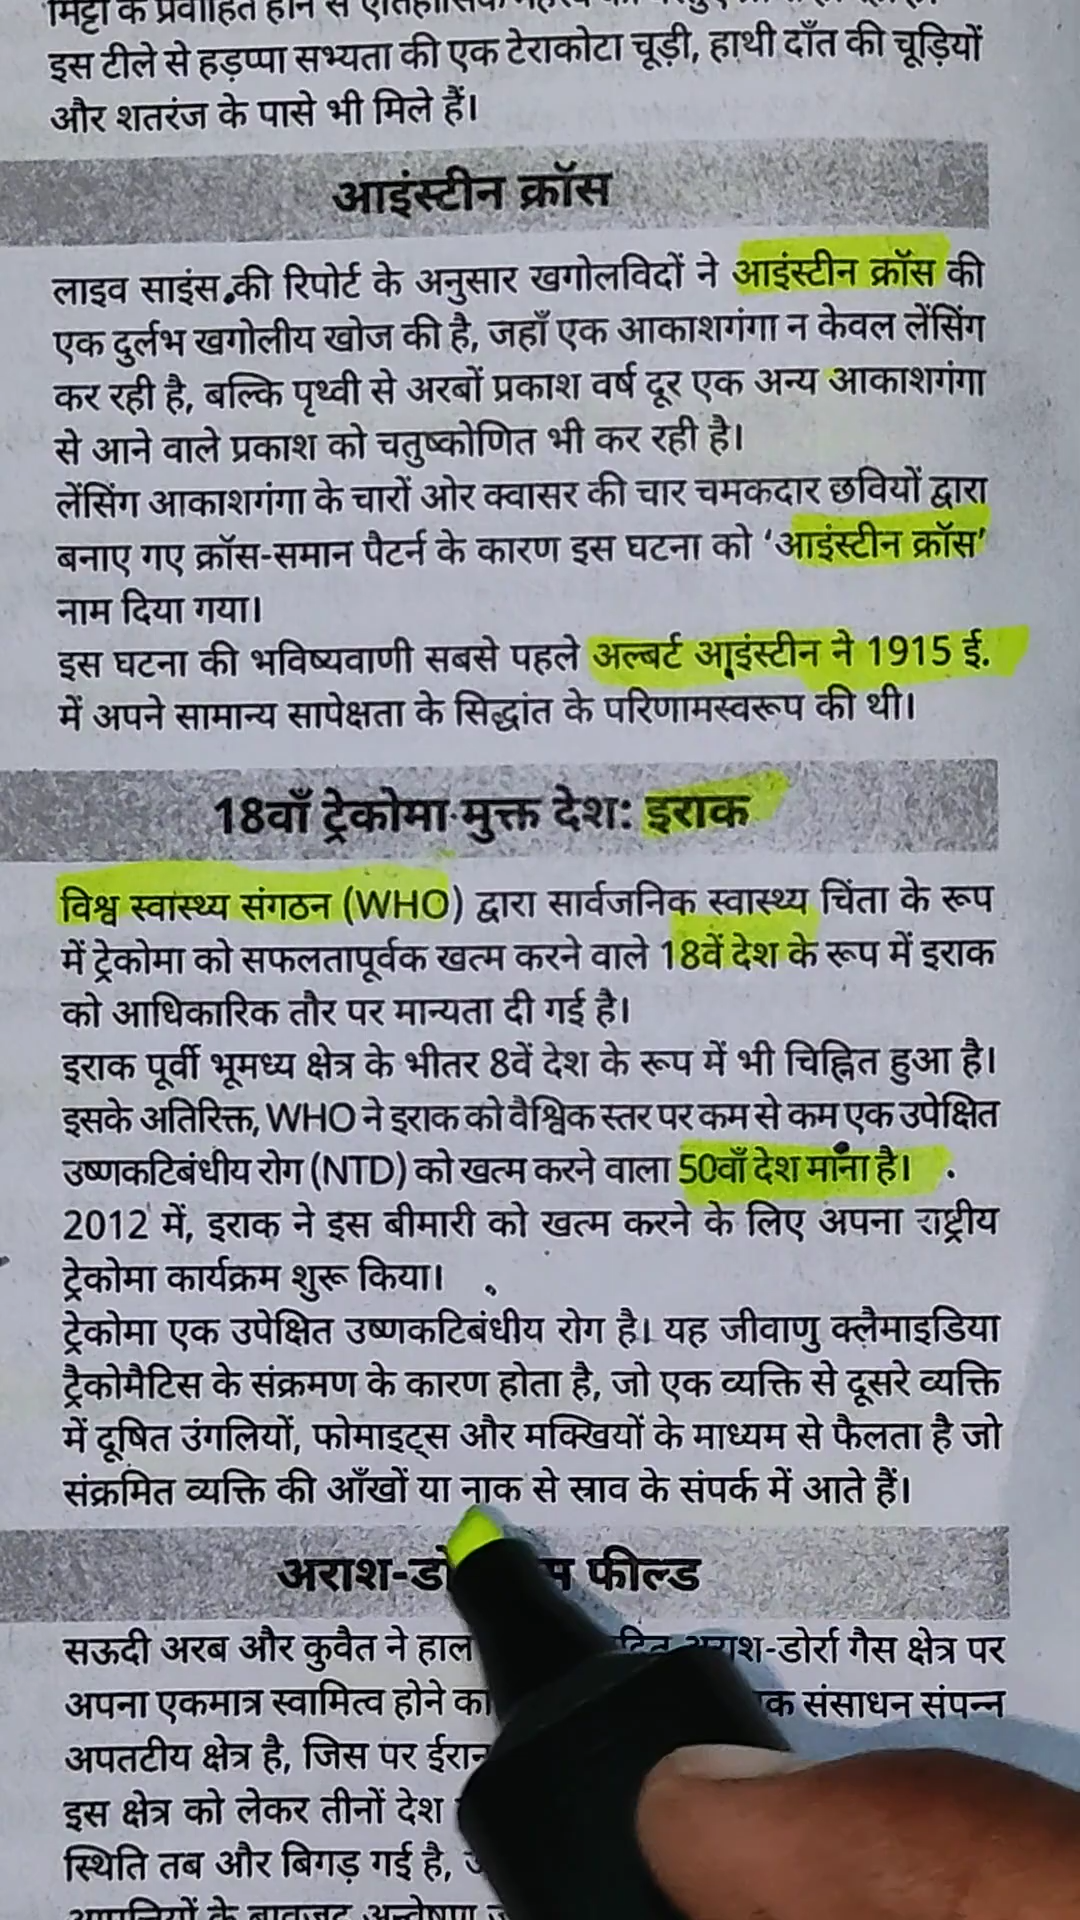 मिट्टी के प्रवाहित होने से ऐतिहासिक
इस टीले से हड़प्पा सभ्यता की एक टेराकोटा चूड़ी, हाथी दाँत की चूड़ियों
और शतरंज के पासे भी मिले हैं।
आइंस्टीन क्रॉस
लाइव साइंस की रिपोर्ट के अनुसार खगोलविदों ने आइंस्टीन क्रॉस की
एक दुर्लभ खगोलीय खोज की है, जहाँ एक आकाशगंगा न केवल लेंसिंग
कर रही है, बल्कि पृथ्वी से अरबों प्रकाश वर्ष दूर एक अन्य आकाशगंगा
से आने वाले प्रकाश को चतुष्कोणित भी कर रही है।
लेंसिंग आकाशगंगा के चारों ओर क्वासर की चार चमकदार छवियों द्वारा
बनाए गए क्रॉस-समान पैटर्न के कारण इस घटना को ‘आइंस्टीन क्रॉस’
नाम दिया गया।
इस घटना की भविष्यवाणी सबसे पहले अल्बर्ट आइंस्टीन ने 1915 ई.
में अपने सामान्य सापेक्षता के सिद्धांत के परिणामस्वरूप की थी।
18वाँ ट्रेकोमा मुक्त देश: इराक
विश्व स्वास्थ्य संगठन (WHO) द्वारा सार्वजनिक स्वास्थ्य चिंता के रूप
में ट्रेकोमा को सफलतापूर्वक खत्म करने वाले 18वें देश के रूप में इराक
को आधिकारिक तौर पर मान्यता दी गई है।
इराक पूर्वी भूमध्य क्षेत्र के भीतर 8वें देश के रूप में भी चिह्नित हुआ है।
इसके अतिरिक्त, WHO ने इराक को वैश्विक स्तर पर कम से कम एक उपेक्षित
उष्णकटिबंधीय रोग (NTD) को खत्म करने वाला 50वाँ देश माना है।
2012 में, इराक ने इस बीमारी को खत्म करने के लिए अपना राष्ट्रीय
ट्रेकोमा कार्यक्रम शुरू किया।
ट्रेकोमा एक उपेक्षित उष्णकटिबंधीय रोग है। यह जीवाणु क्लैमाइडिया
ट्रैकोमैटिस के संक्रमण के कारण होता है, जो एक व्यक्ति से दूसरे व्यक्ति
में दूषित उंगलियों, फोमाइट्स और मक्खियों के माध्यम से फैलता है जो
संक्रमित व्यक्ति की आँखों या नाक से स्राव के संपर्क में आते हैं।
अराश- फील्ड
सऊदी अरब और कुवैत ने हाल अराश-डोर्रा गैस क्षेत्र पर
अपना एकमात्र स्वामित्व होने का संसाधन संपन्न
अपतटीय क्षेत्र है, जिस पर ईरान
इस क्षेत्र को लेकर तीनों देश
स्थिति तब और बिगड़ गई है,
के बावजूद अन्वेषण